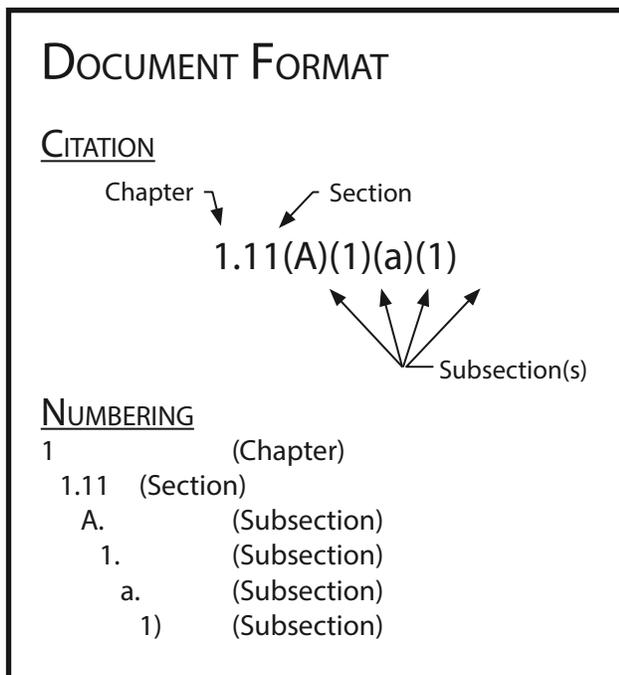 DOCUMENT FORMAT
CITATION
Chapter Section
1.11(A)(1)(a)(1)
Subsection(s)
NUMBERING
1 (Chapter)
1.11 (Section)
A. (Subsection)
1. (Subsection)
a. (Subsection)
1) (Subsection)